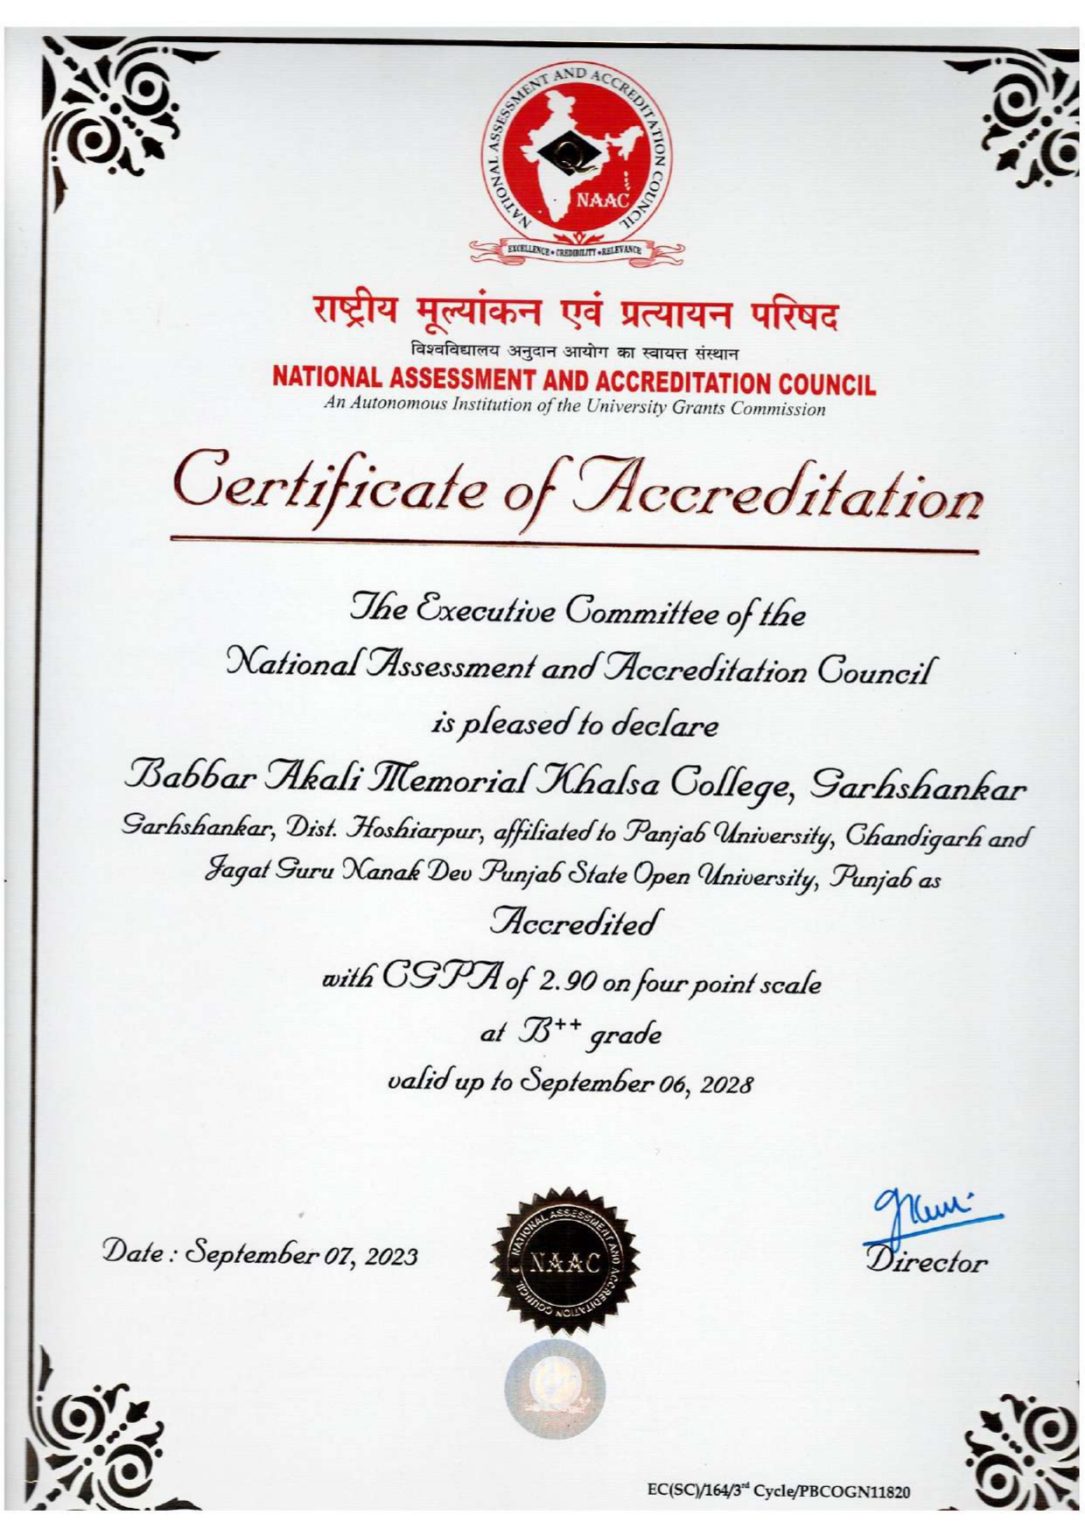 NATIONAL ASSESSMENT AND ACCREDITATION COUNCIL
NAAC
EXCELLENCE • CREDIBILITY • RELEVANCE
राष्ट्रीय मूल्यांकन एवं प्रत्यायन परिषद
विश्वविद्यालय अनुदान आयोग का स्वायत्त संस्थान
NATIONAL ASSESSMENT AND ACCREDITATION COUNCIL
An Autonomous Institution of the University Grants Commission
Certificate of Accreditation
The Executive Committee of the
National Assessment and Accreditation Council
is pleased to declare
Babbar Akali Memorial Khalsa College, Garhshankar
Garhshankar, Dist. Hoshiarpur, affiliated to Panjab University, Chandigarh and
Jagat Guru Nanak Dev Punjab State Open University, Punjab as
Accredited
with CGPA of 2.90 on four point scale
at B++ grade
valid up to September 06, 2028
Date : September 07, 2023
NATIONAL ASSESSMENT AND ACCREDITATION COUNCIL
NAAC
Director
EC(SC)/164/3rd Cycle/PBCOGN11820